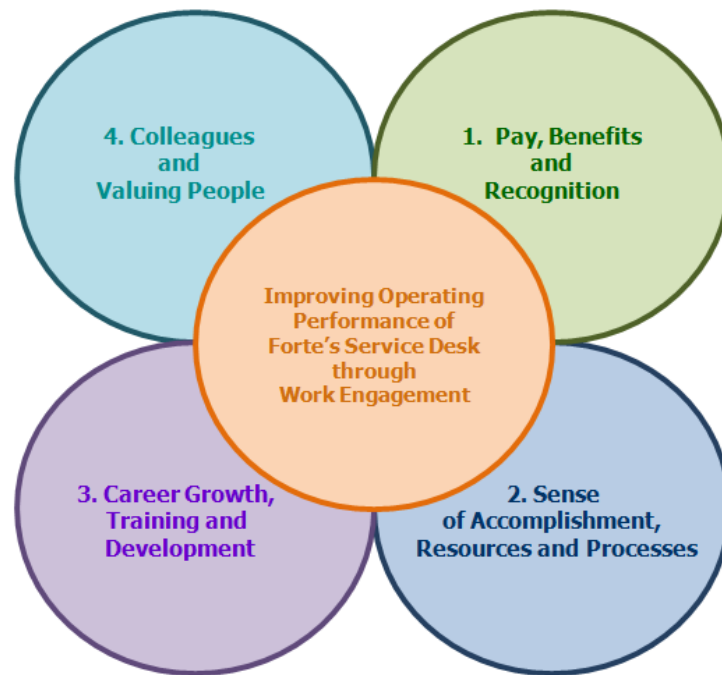 4. Colleagues
and
Valuing People
1. Pay, Benefits
and
Recognition
Improving Operating
Performance of
Forte's Service Desk
through
Work Engagement
3. Career Growth,
Training and
Development
2. Sense
of Accomplishment,
Resources and Processes